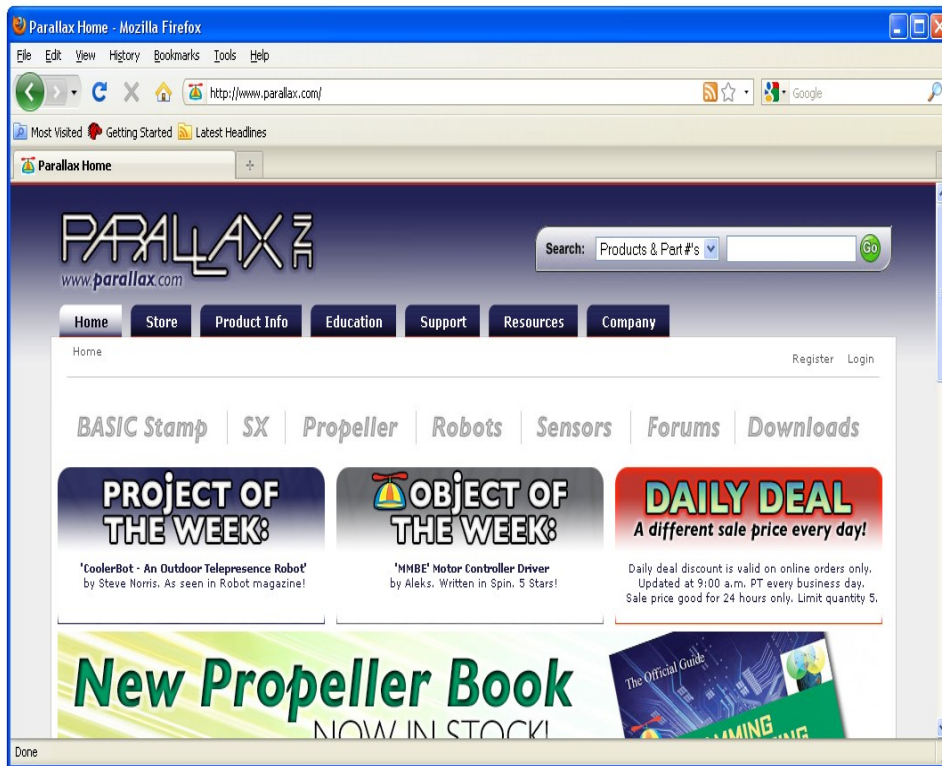 Parallax Home - Mozilla Firefox
File Edit View History Bookmarks Tools Help
http://www.parallax.com/
Google
Most Visited Getting Started Latest Headlines
Parallax Home
PARALLAX INC
www.parallax.com
Search: Products & Part #'s Go
Home Store Product Info Education Support Resources Company
Home
Register Login
BASIC Stamp SX Propeller Robots Sensors Forums Downloads
PROJECT OF
THE WEEK:
'CoolerBot - An Outdoor Telepresence Robot'
by Steve Norris. As seen in Robot magazine!
OBJECT OF
THE WEEK:
'MMBE' Motor Controller Driver
by Aleks. Written in Spin. 5 Stars!
DAILY DEAL
A different sale price every day!
Daily deal discount is valid on online orders only.
Updated at 9:00 a.m. PT every business day.
Sale price good for 24 hours only. Limit quantity 5.
New Propeller Book
NOW IN STOCK!
The Official Guide
Done